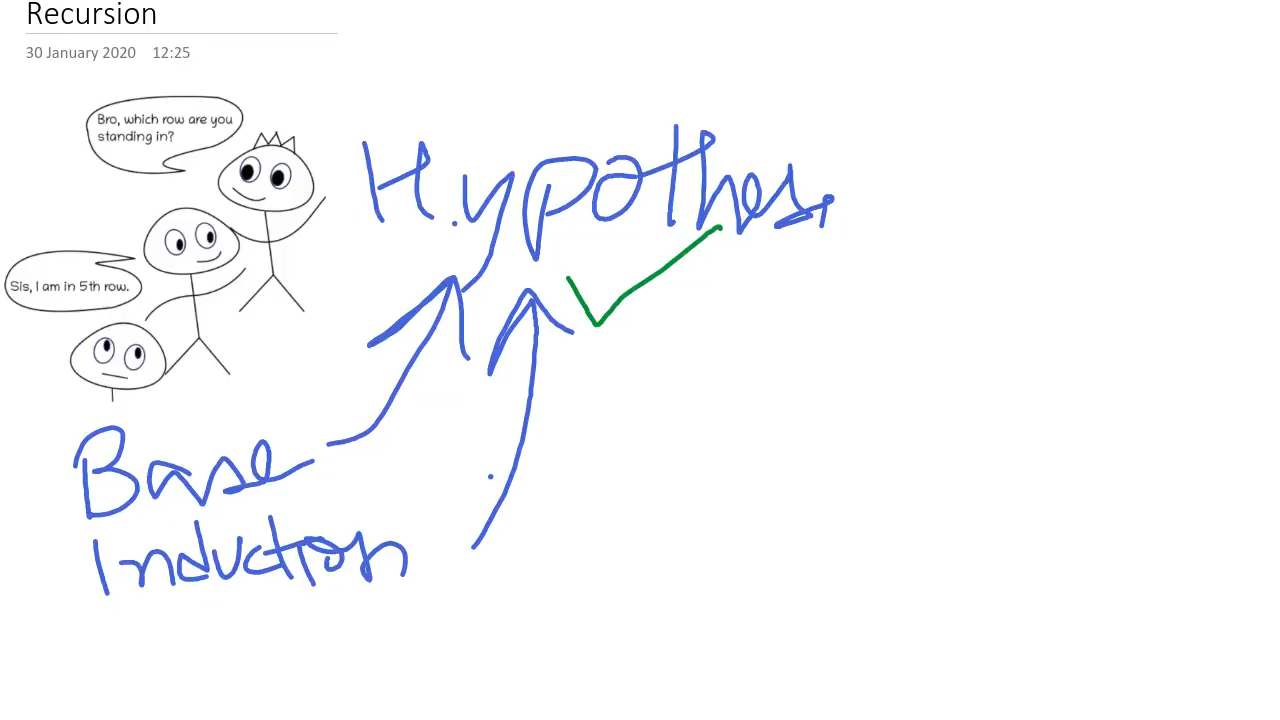 Recursion
30 January 2020 12:25
Bro, which row are you
standing in?
Hypothes,
Sis, I am in 5th row.
Base
Induction